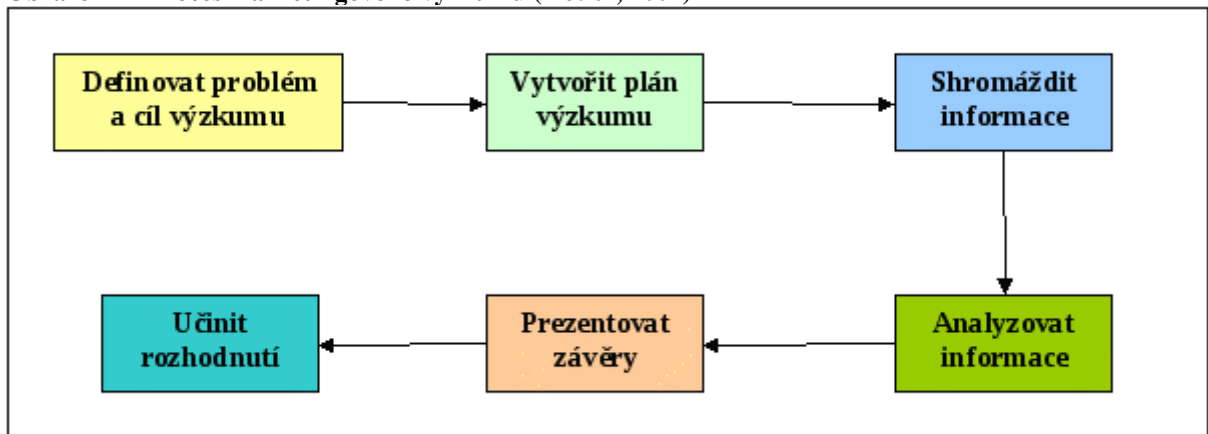 Definovat problém
a cíl výzkumu
Vytvořit plán
výzkumu
Shromáždit
informace
Analyzovat
informace
Prezentovat
závěry
Učinit
rozhodnutí